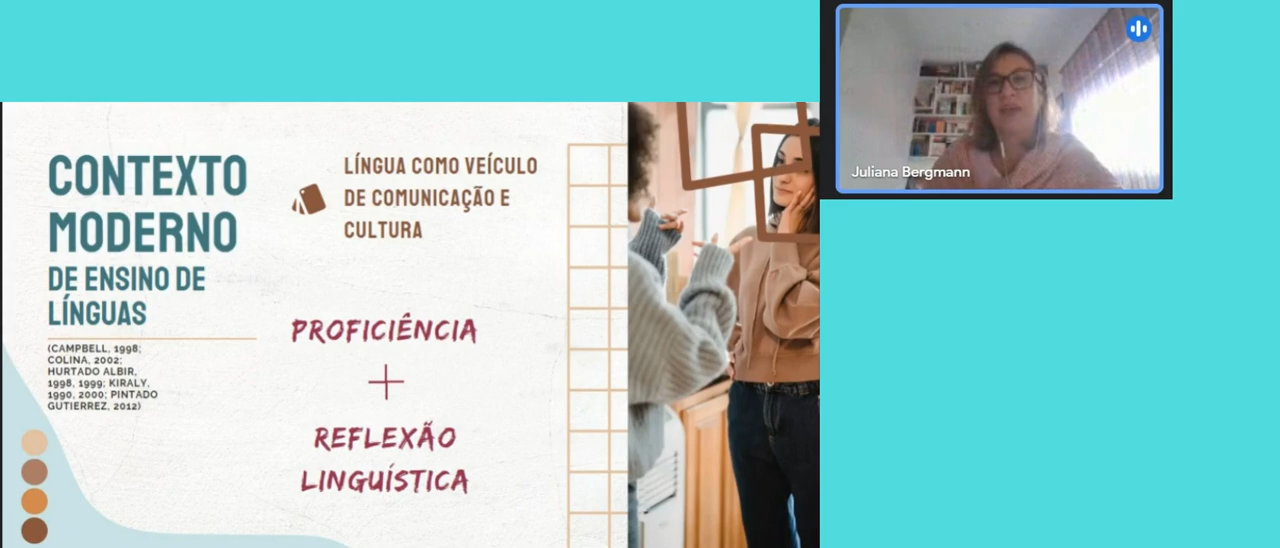 CONTEXTO
MODERNO
DE ENSINO DE
LÍNGUAS
(CAMPBELL, 1998;
COLINA, 2002;
HURTADO ALBIR,
1998, 1999; KIRALY,
1990, 2000; PINTADO
GUTIERREZ, 2012)
LÍNGUA COMO VEÍCULO
DE COMUNICAÇÃO E
CULTURA
PROFICIÊNCIA
+
REFLEXÃO
LINGUÍSTICA
Juliana Bergmann